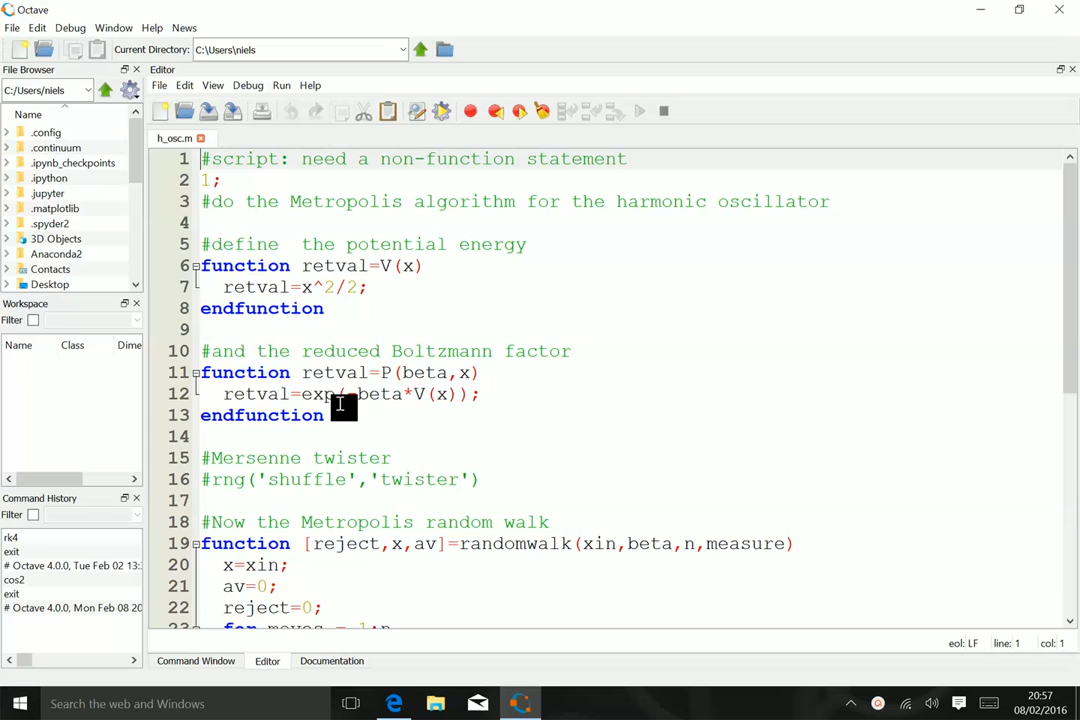 Octave
File Edit Debug Window Help News
Current Directory: C:\Users\niels
File Browser
Editor
C:/Users/niels
File Edit View Debug Run Help
Name
.config
.continuum
.ipynb_checkpoints
.ipython
.jupyter
.matplotlib
.spyder2
3D Objects
Anaconda2
Contacts
Desktop
Workspace
Filter
Name Class Dime
Command History
Filter
rk4
exit
# Octave 4.0.0, Tue Feb 02 13:
cos2
exit
# Octave 4.0.0, Mon Feb 08 20
h_osc.m
1 #script: need a non-function statement
2 1;
3 #do the Metropolis algorithm for the harmonic oscillator
4
5 #define  the potential energy
6 function retval=V(x)
7 retval=x^2/2;
8 endfunction
9
10 #and the reduced Boltzmann factor
11 function retval=P(beta,x)
12 retval=exp(-beta*V(x));
13 endfunction
14
15 #Mersenne twister
16 #rng('shuffle','twister')
17
18 #Now the Metropolis random walk
19 function [reject,x,av]=randomwalk(xin,beta,n,measure)
20 x=xin;
21 av=0;
22 reject=0;
23 for moves = 1:n
eol: LF line: 1 col: 1
Command Window Editor Documentation
Search the web and Windows
20:57
08/02/2016